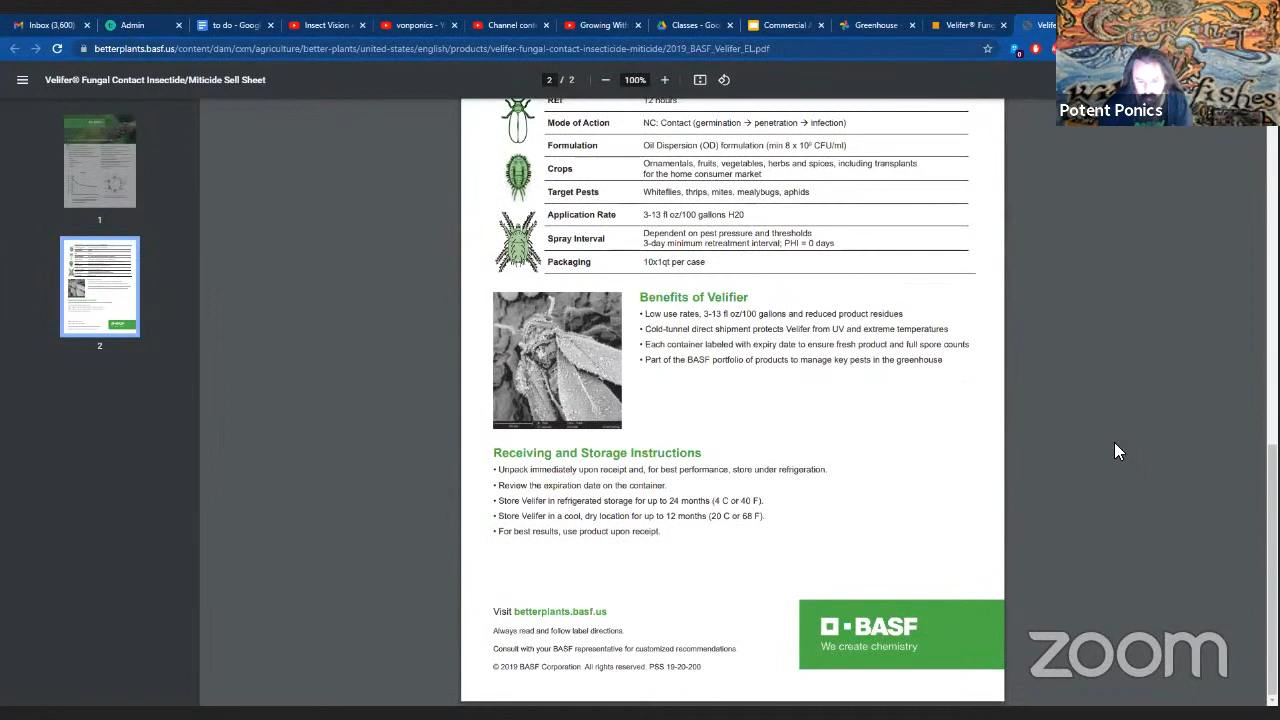 Admin
to do - Googl
Insect Vision -
vonponics - Y
Channel cont
Growing With
Classes - Goog
Commercial A
Greenhouse -
Velifer® Fung
Velifer
betterplants.basf.us/content/dam/cxm/agriculture/better-plants/united-states/english/products/velifer-fungal-contact-insecticide-miticide/2019_BASF_Velifer_EL.pdf
0
Velifer® Fungal Contact Insecticide/Miticide Sell Sheet
2 / 2
100%
Potent Ponics
1
2
REI 12 hours
Mode of Action NC: Contact (germination → penetration → infection)
Formulation Oil Dispersion (OD) formulation (min 8 x 10⁹ CFU/ml)
Crops Ornamentals, fruits, vegetables, herbs and spices, including transplants
for the home consumer market
Target Pests Whiteflies, thrips, mites, mealybugs, aphids
Application Rate 3-13 fl oz/100 gallons H20
Spray Interval Dependent on pest pressure and thresholds
3-day minimum retreatment interval; PHI = 0 days
Packaging 10x1qt per case
Benefits of Velifier
• Low use rates, 3-13 fl oz/100 gallons and reduced product residues
• Cold-tunnel direct shipment protects Velifer from UV and extreme temperatures
• Each container labeled with expiry date to ensure fresh product and full spore counts
• Part of the BASF portfolio of products to manage key pests in the greenhouse
Receiving and Storage Instructions
• Unpack immediately upon receipt and, for best performance, store under refrigeration.
• Review the expiration date on the container.
• Store Velifer in refrigerated storage for up to 24 months (4 C or 40 F).
• Store Velifer in a cool, dry location for up to 12 months (20 C or 68 F).
• For best results, use product upon receipt.
Visit betterplants.basf.us
Always read and follow label directions.
Consult with your BASF representative for customized recommendations.
© 2019 BASF Corporation. All rights reserved. PSS 19-20-200
BASF
We create chemistry
zoom